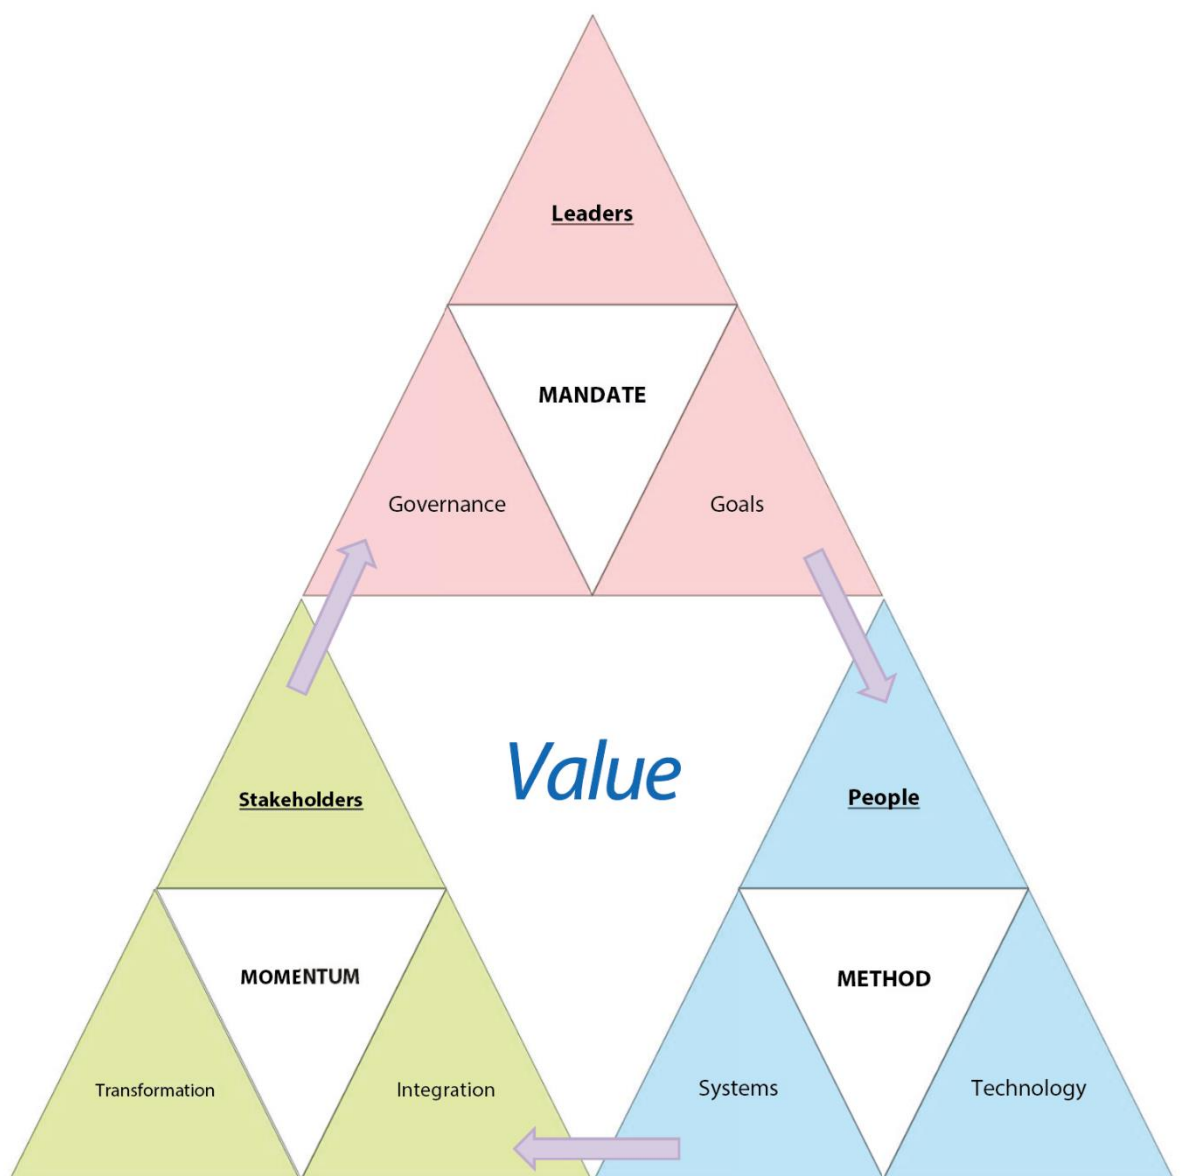 Leaders
MANDATE
Governance
Goals
Value
Stakeholders
People
MOMENTUM
METHOD
Transformation
Integration
Systems
Technology